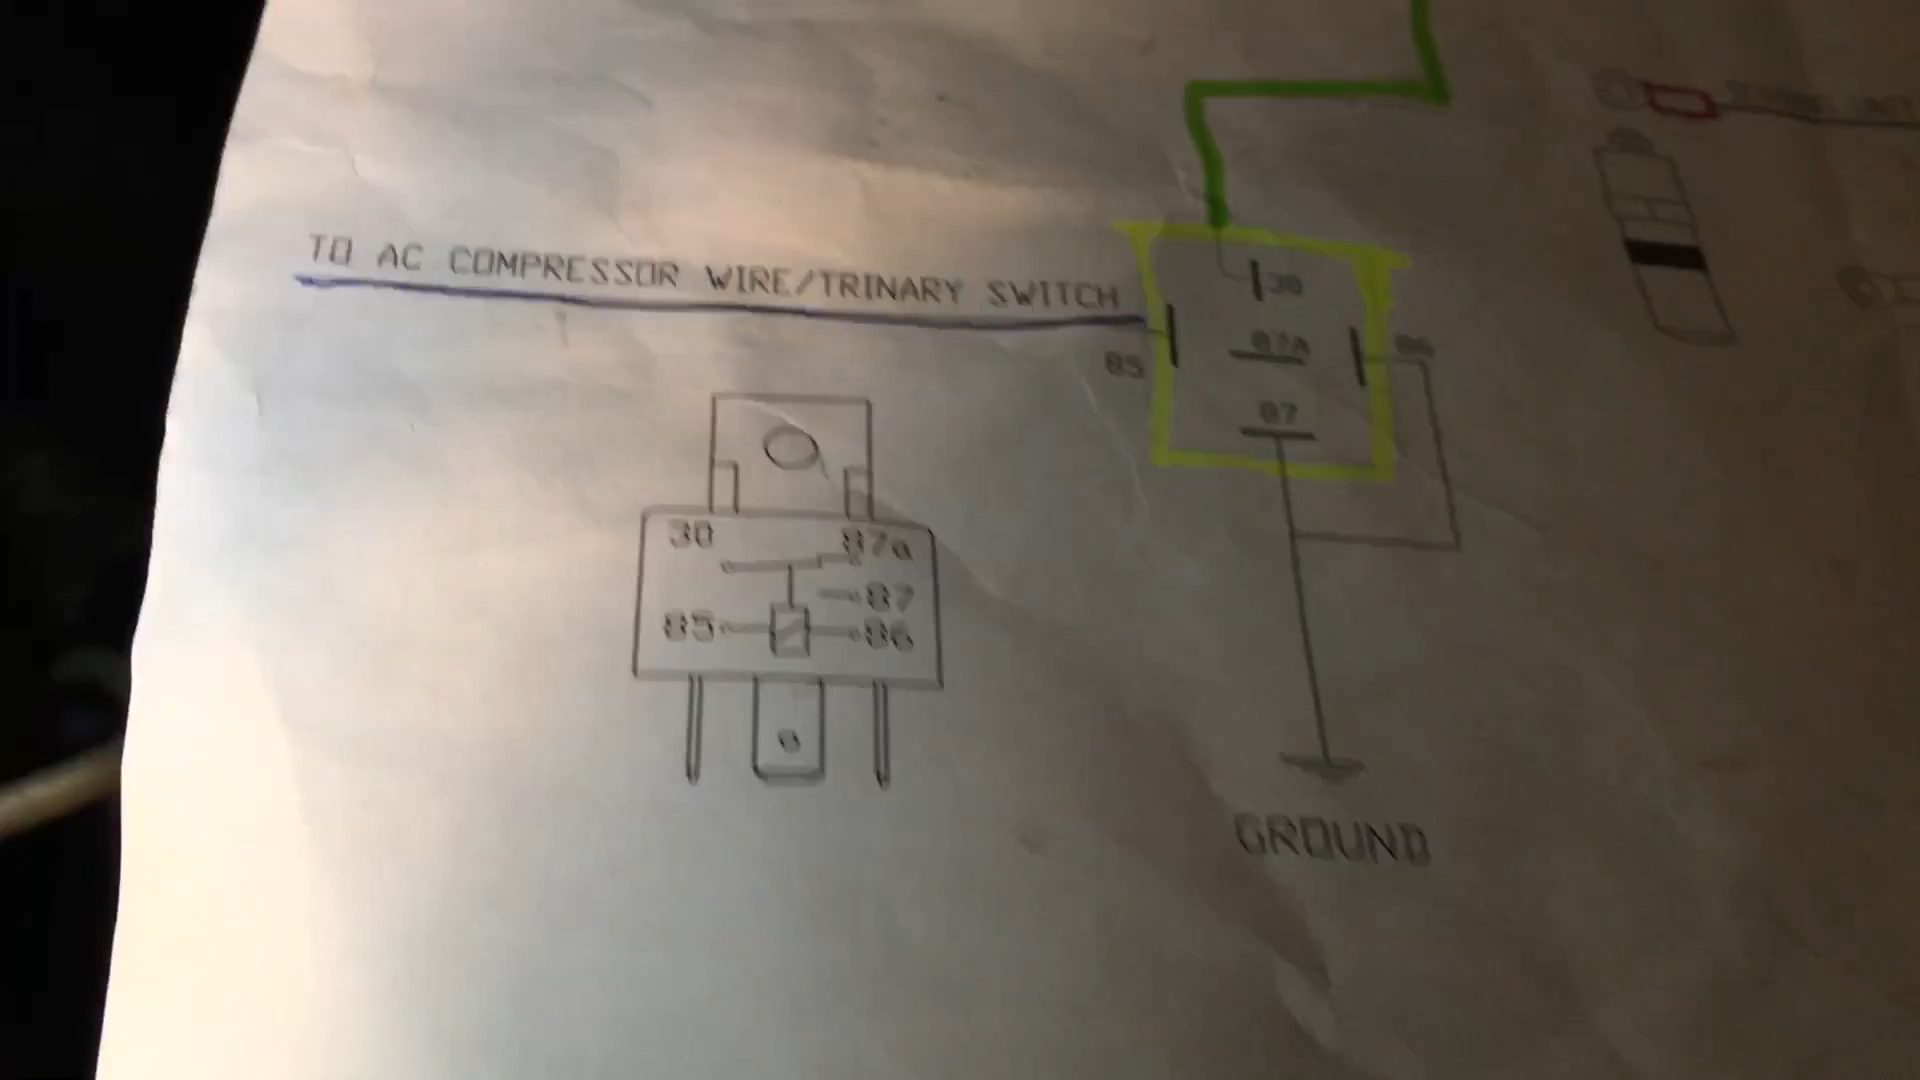 TO AC COMPRESSOR WIRE/TRINARY SWITCH
30
87A
85
86
87
30
87a
87
85
86
GROUND